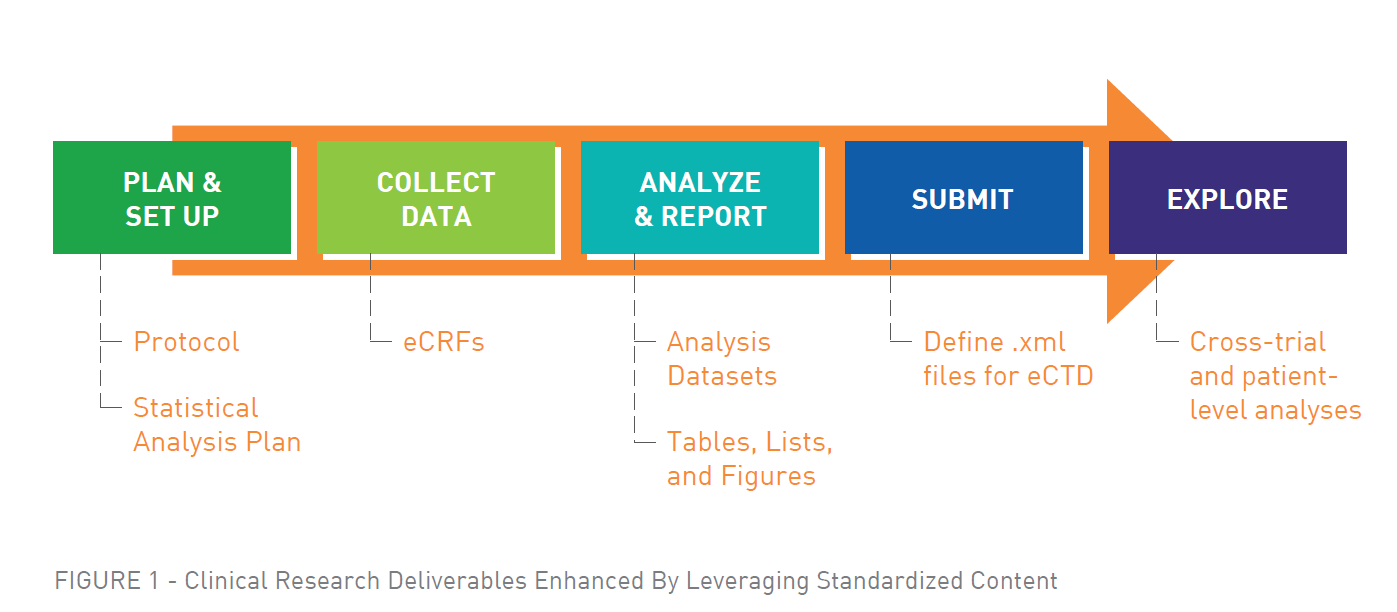 PLAN &
SET UP
COLLECT
DATA
ANALYZE
& REPORT
SUBMIT
EXPLORE
Protocol
Statistical
Analysis Plan
eCRFs
Analysis
Datasets
Tables, Lists,
and Figures
Define .xml
files for eCTD
Cross-trial
and patient-
level analyses
FIGURE 1 - Clinical Research Deliverables Enhanced By Leveraging Standardized Content